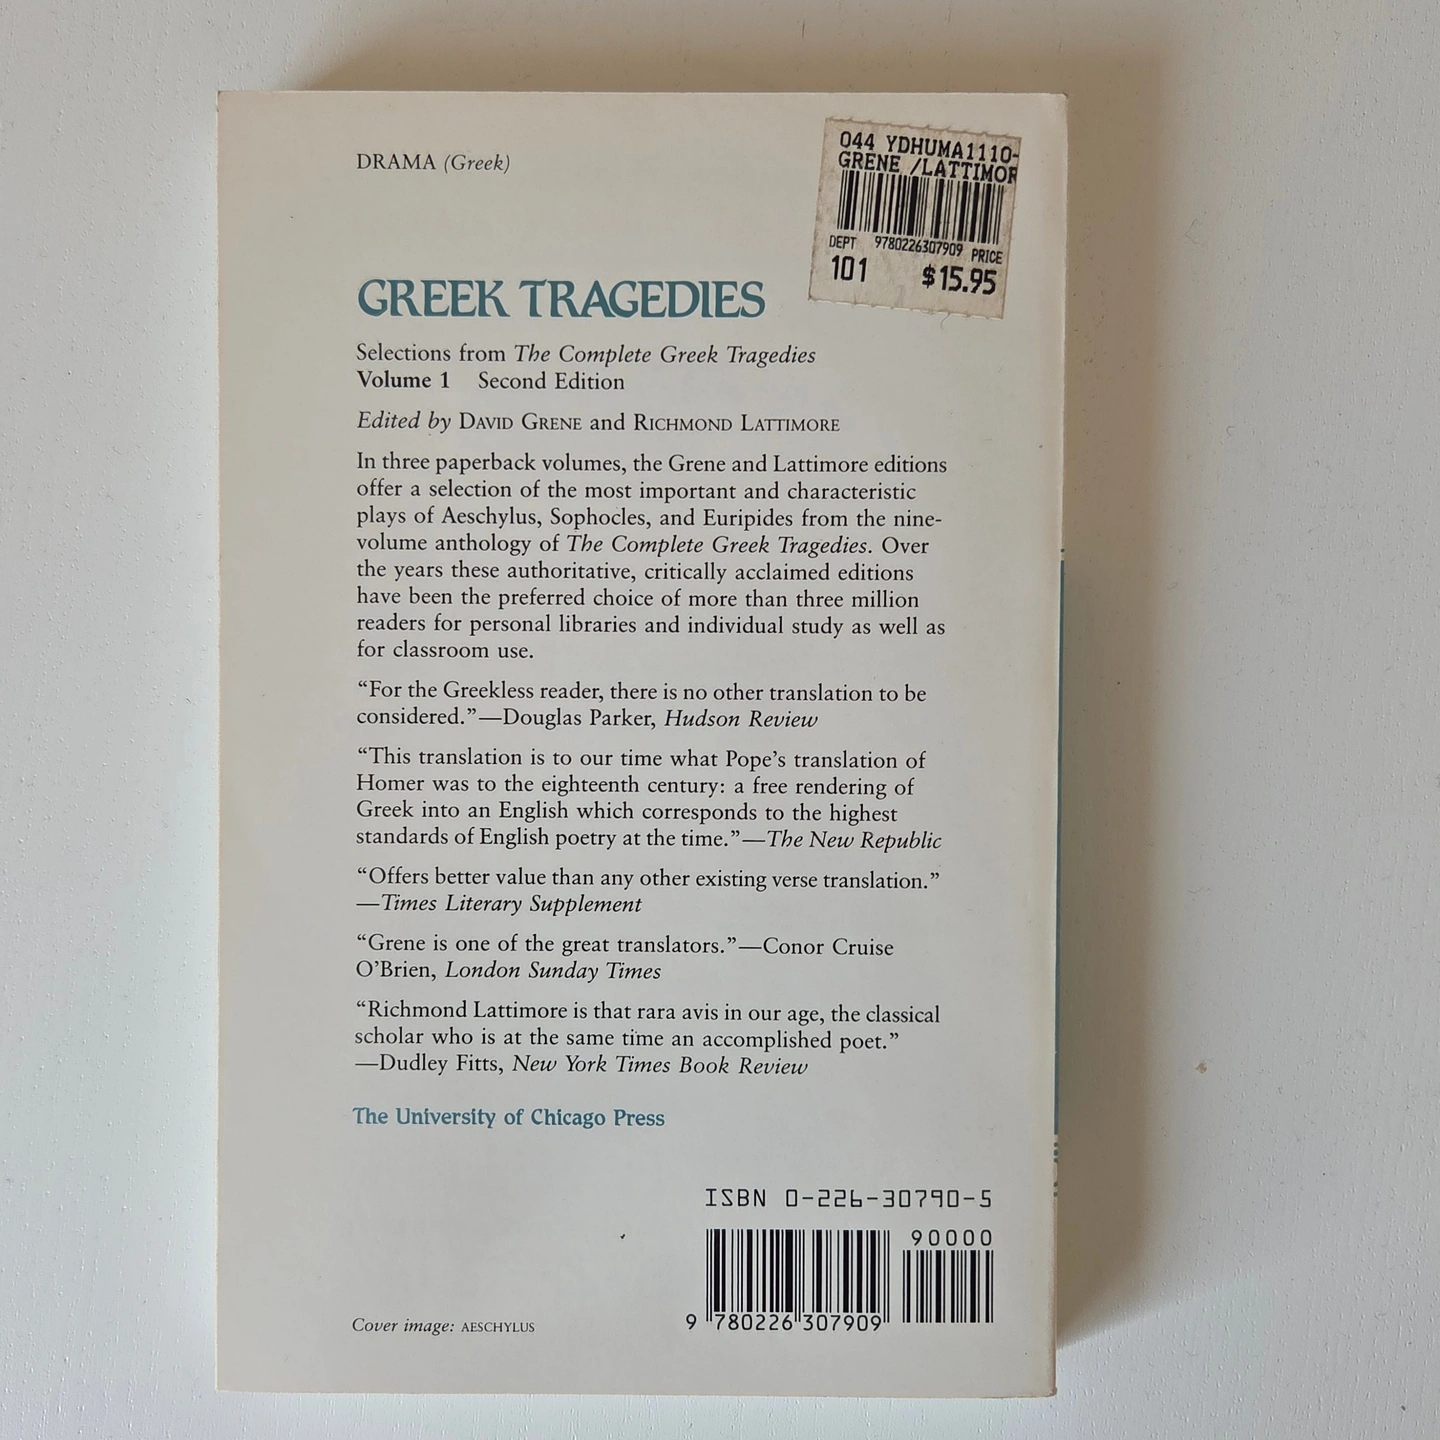 DRAMA (Greek)
044 YDHUMA1110-
GRENE /LATTIMOR
DEPT 9780226307909 PRICE
101 $15.95
GREEK TRAGEDIES
Selections from The Complete Greek Tragedies
Volume 1 Second Edition
Edited by DAVID GRENE and RICHMOND LATTIMORE
In three paperback volumes, the Grene and Lattimore editions
offer a selection of the most important and characteristic
plays of Aeschylus, Sophocles, and Euripides from the nine-
volume anthology of The Complete Greek Tragedies. Over
the years these authoritative, critically acclaimed editions
have been the preferred choice of more than three million
readers for personal libraries and individual study as well as
for classroom use.
“For the Greekless reader, there is no other translation to be
considered.”—Douglas Parker, Hudson Review
“This translation is to our time what Pope’s translation of
Homer was to the eighteenth century: a free rendering of
Greek into an English which corresponds to the highest
standards of English poetry at the time.”—The New Republic
“Offers better value than any other existing verse translation.”
—Times Literary Supplement
“Grene is one of the great translators.”—Conor Cruise
O’Brien, London Sunday Times
“Richmond Lattimore is that rara avis in our age, the classical
scholar who is at the same time an accomplished poet.”
—Dudley Fitts, New York Times Book Review
The University of Chicago Press
ISBN 0-226-30790-5
90000
9 780226 307909
Cover image: AESCHYLUS